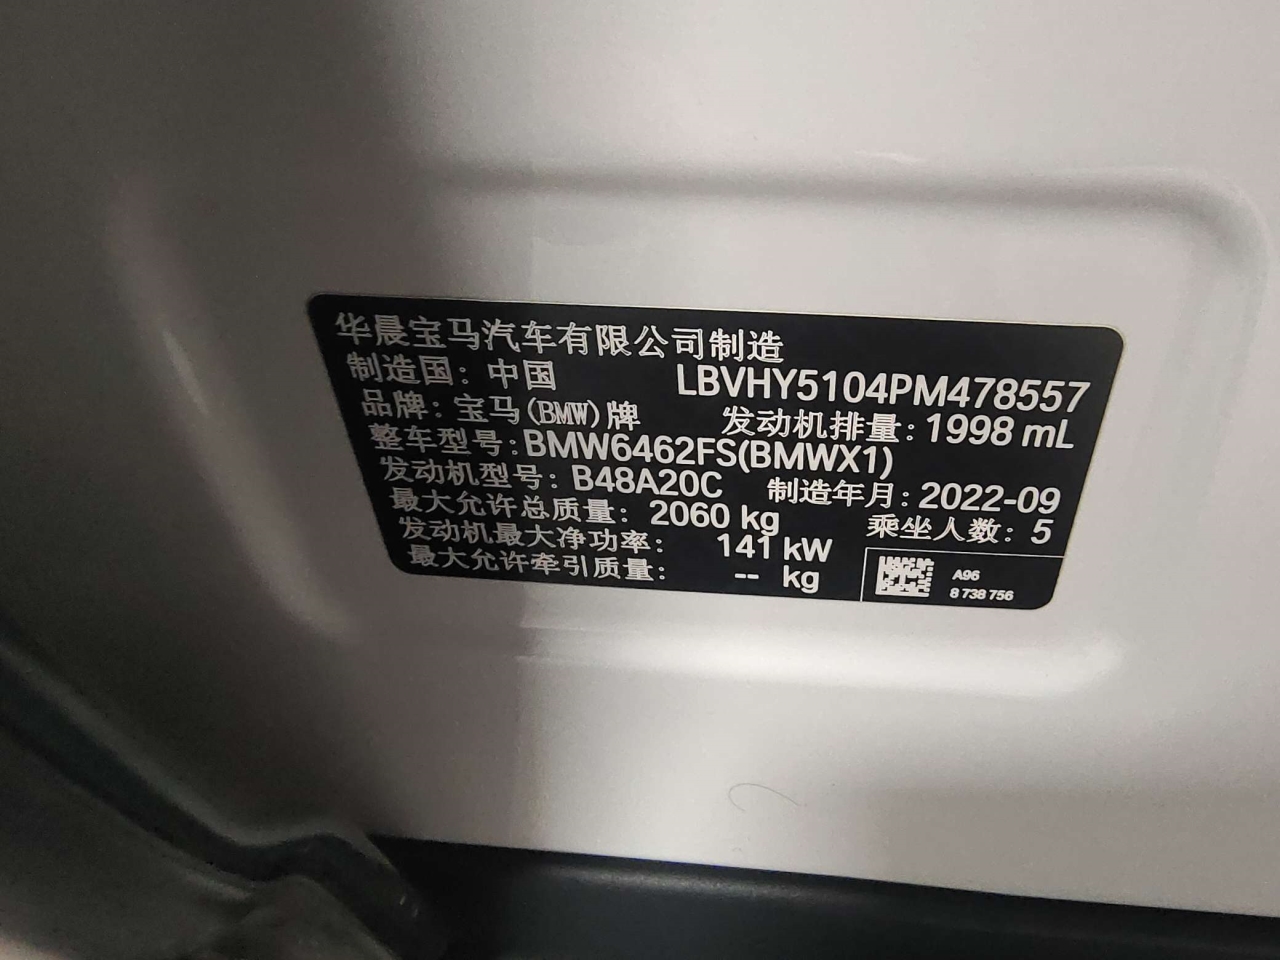 华晨宝马汽车有限公司制造
制造国：中国 LBVHY5104PM478557
品牌：宝马(BMW)牌 发动机排量：1998 mL
整车型号：BMW6462FS(BMWX1)
发动机型号：B48A20C 制造年月：2022-09
最大允许总质量：2060 kg 乘坐人数：5
发动机最大净功率：141 kW
最大允许牵引质量：-- kg
A96
8 738 756